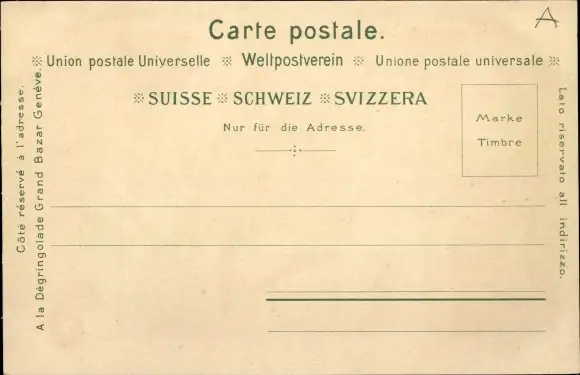 A
Carte postale.
Union postale Universelle ※ Weltpostverein ※ Unione postale universale
SUISSE ※ SCHWEIZ ※ SVIZZERA
Nur für die Adresse.
Marke
Timbre
Côté réservé à l'adresse.
A la Dégringolade Grand Bazar Genève.
Lato riservato all indirizzo.